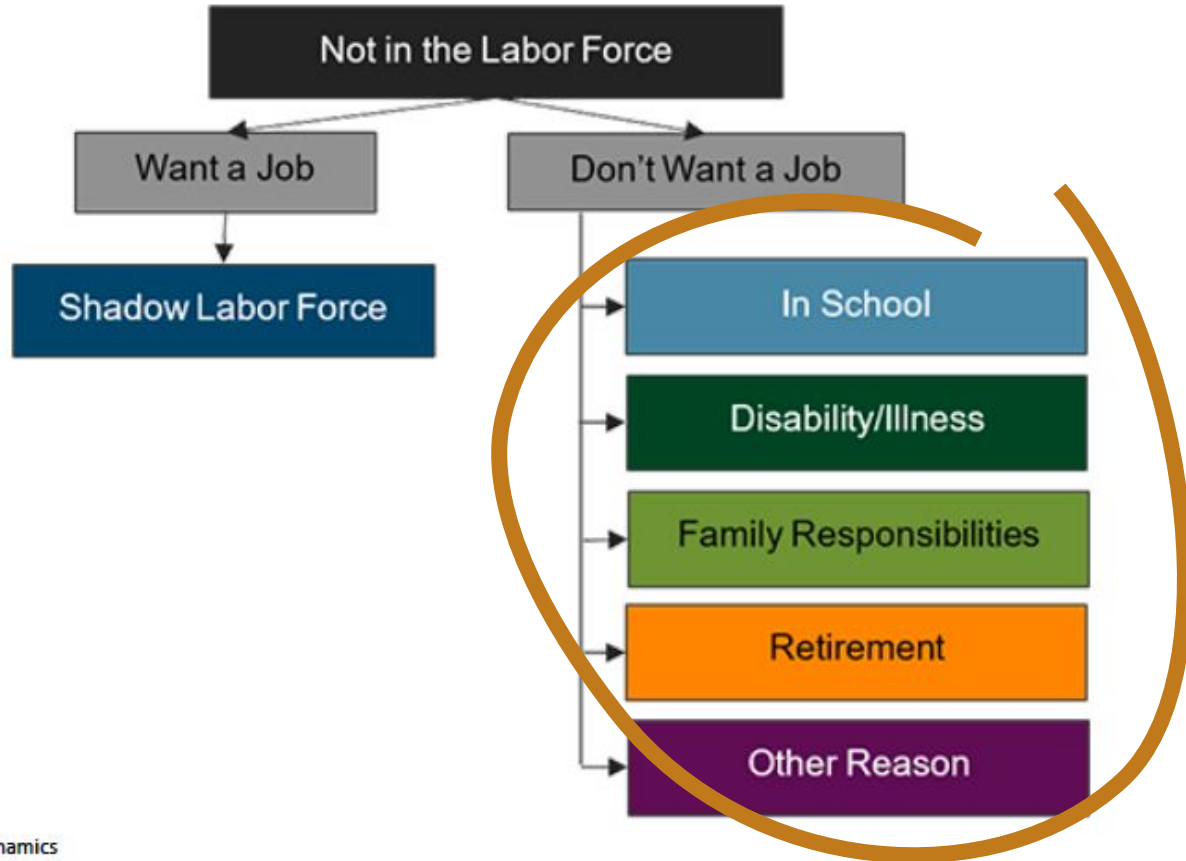 Not in the Labor Force
Want a Job
Don't Want a Job
Shadow Labor Force
In School
Disability/Illness
Family Responsibilities
Retirement
Other Reason
namics